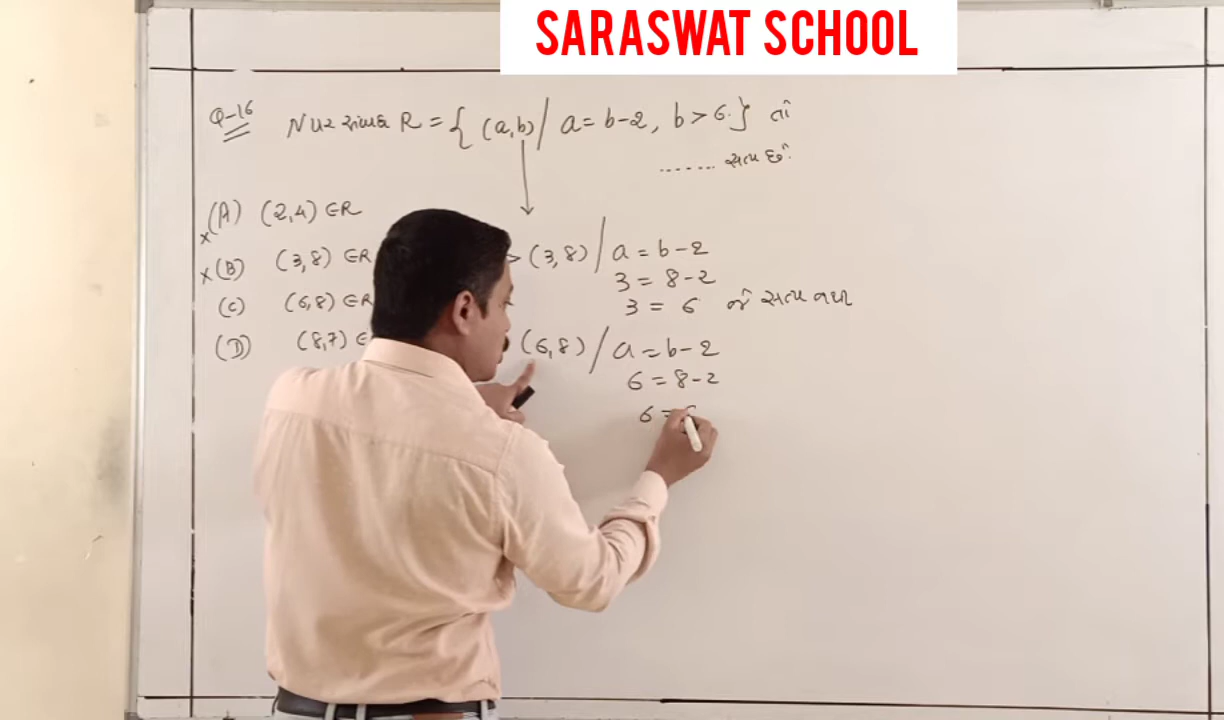 SARASWAT SCHOOL
Q-16 N પર સંબંધ R = { (a,b) / a = b-2, b > 6 } તો
....... સત્ય છે.
(A) (2,4) ∈ R
(B) (3,8) ∈ R
(C) (6,8) ∈ R
(D) (8,7) ∈
(3,8) / a = b-2
3 = 8-2
3 = 6 જે સત્ય નથી
(6,8) / a = b-2
6 = 8-2
6 =